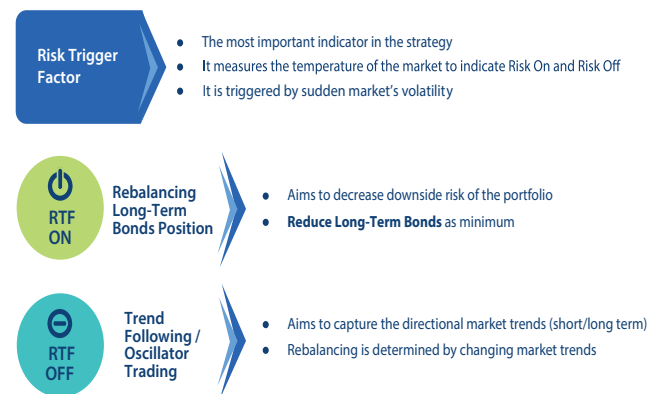 Risk Trigger
Factor
● The most important indicator in the strategy
● It measures the temperature of the market to indicate Risk On and Risk Off
● It is triggered by sudden market's volatility
RTF
ON
Rebalancing
Long-Term
Bonds Position
● Aims to decrease downside risk of the portfolio
● Reduce Long-Term Bonds as minimum
RTF
OFF
Trend
Following /
Oscillator
Trading
● Aims to capture the directional market trends (short/long term)
● Rebalancing is determined by changing market trends